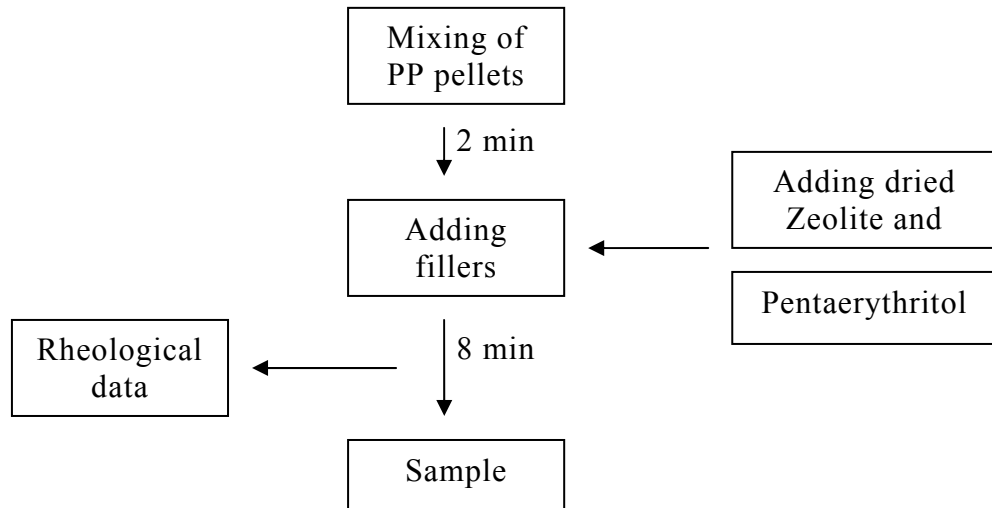 Mixing of
PP pellets
2 min
Adding
fillers
Adding dried
Zeolite and
Pentaerythritol
Rheological
data
8 min
Sample